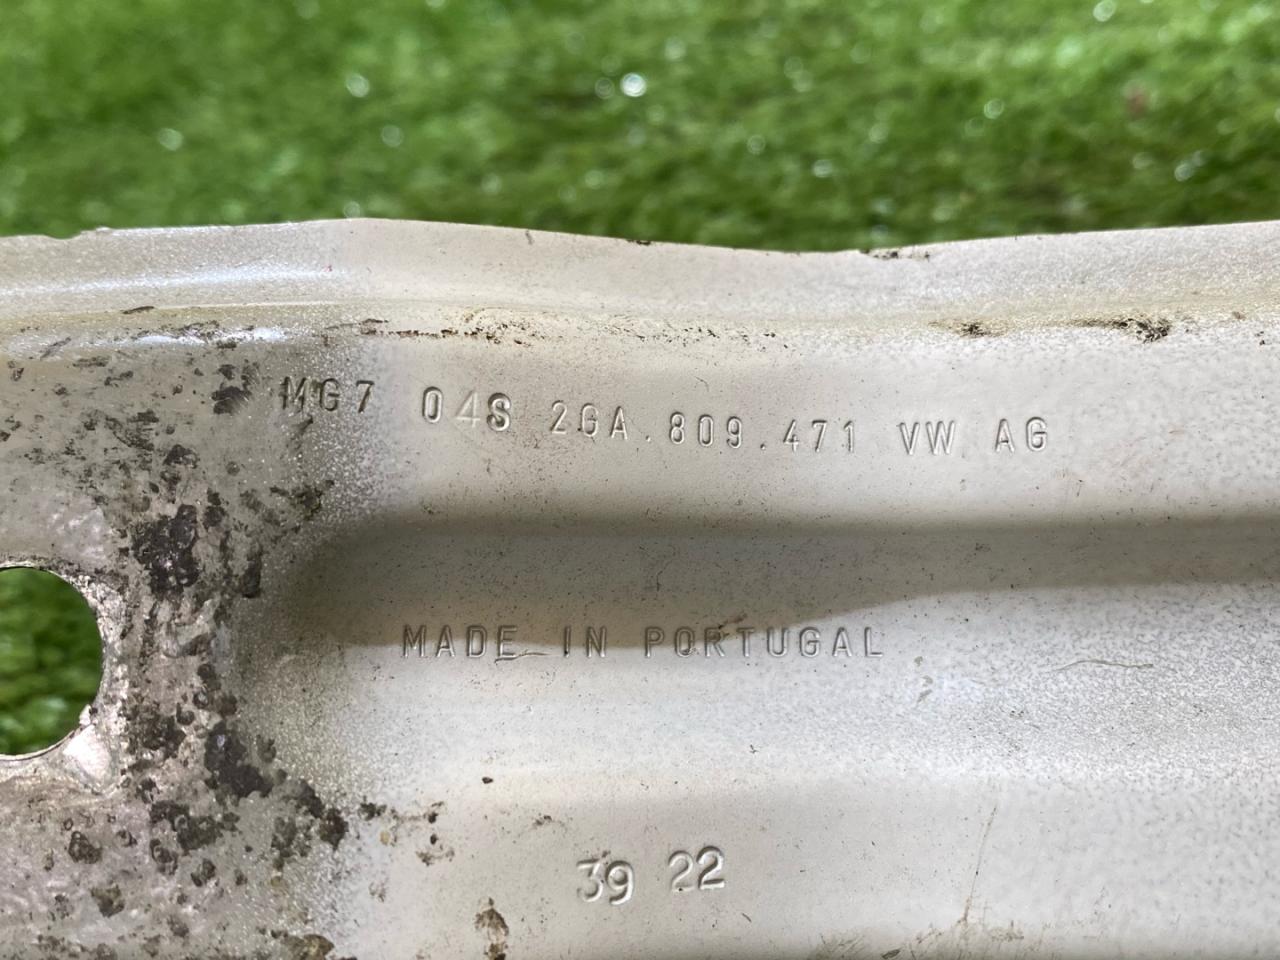 MG7 04S 2GA.809.471 VW AG
MADE IN PORTUGAL
39 22